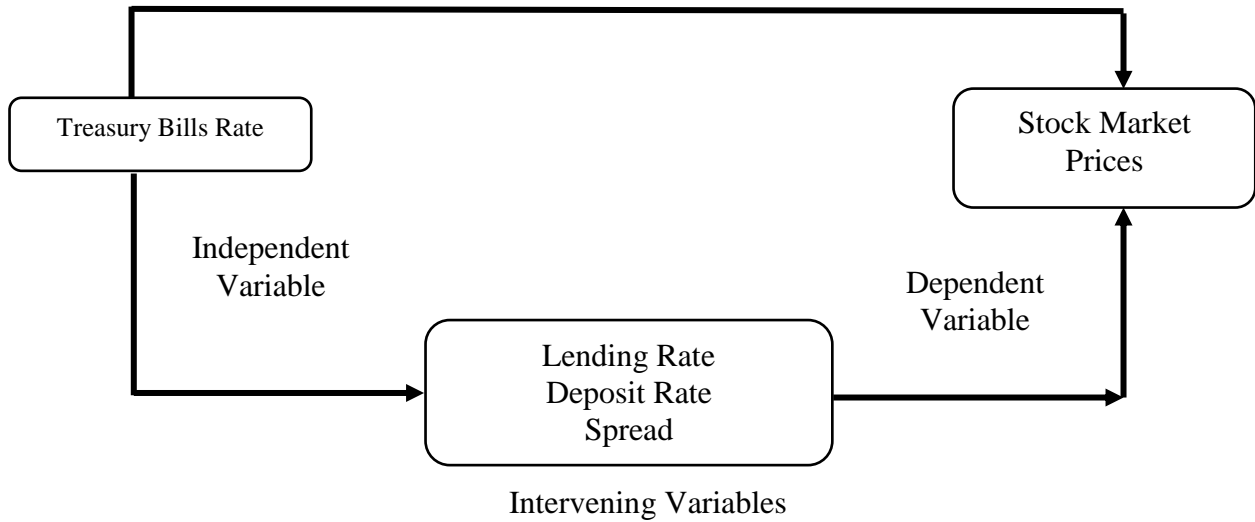 Treasury Bills Rate
Stock Market
Prices
Independent
Variable
Dependent
Variable
Lending Rate
Deposit Rate
Spread
Intervening Variables